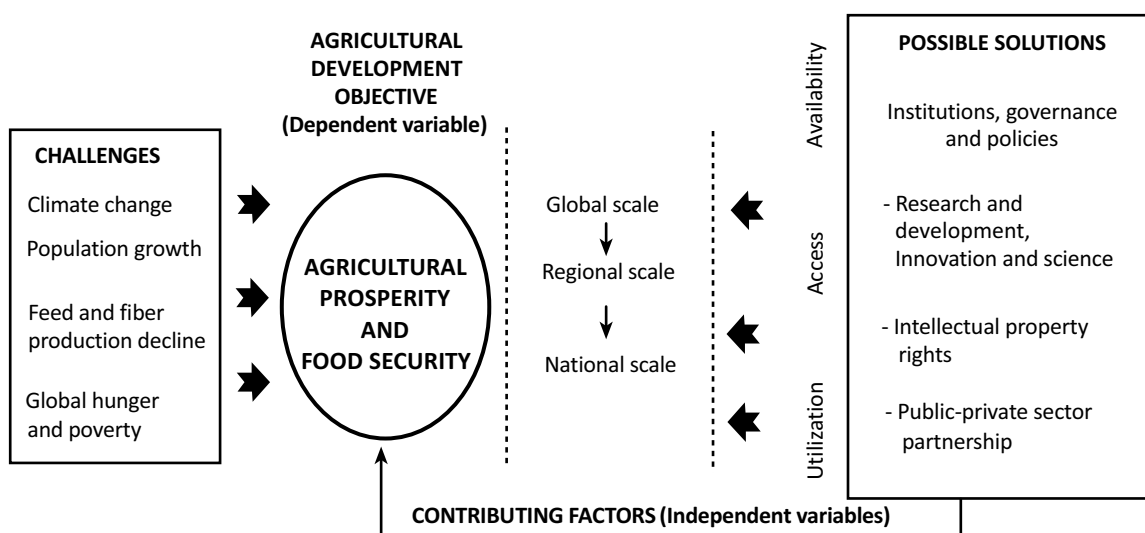 AGRICULTURAL
DEVELOPMENT
OBJECTIVE
(Dependent variable)
CHALLENGES
Climate change
Population growth
Feed and fiber
production decline
Global hunger
and poverty
AGRICULTURAL
PROSPERITY
AND
FOOD SECURITY
Global scale
Regional scale
National scale
Availability
Access
Utilization
POSSIBLE SOLUTIONS
Institutions, governance
and policies
- Research and
development,
Innovation and science
- Intellectual property
rights
- Public-private sector
partnership
CONTRIBUTING FACTORS (Independent variables)